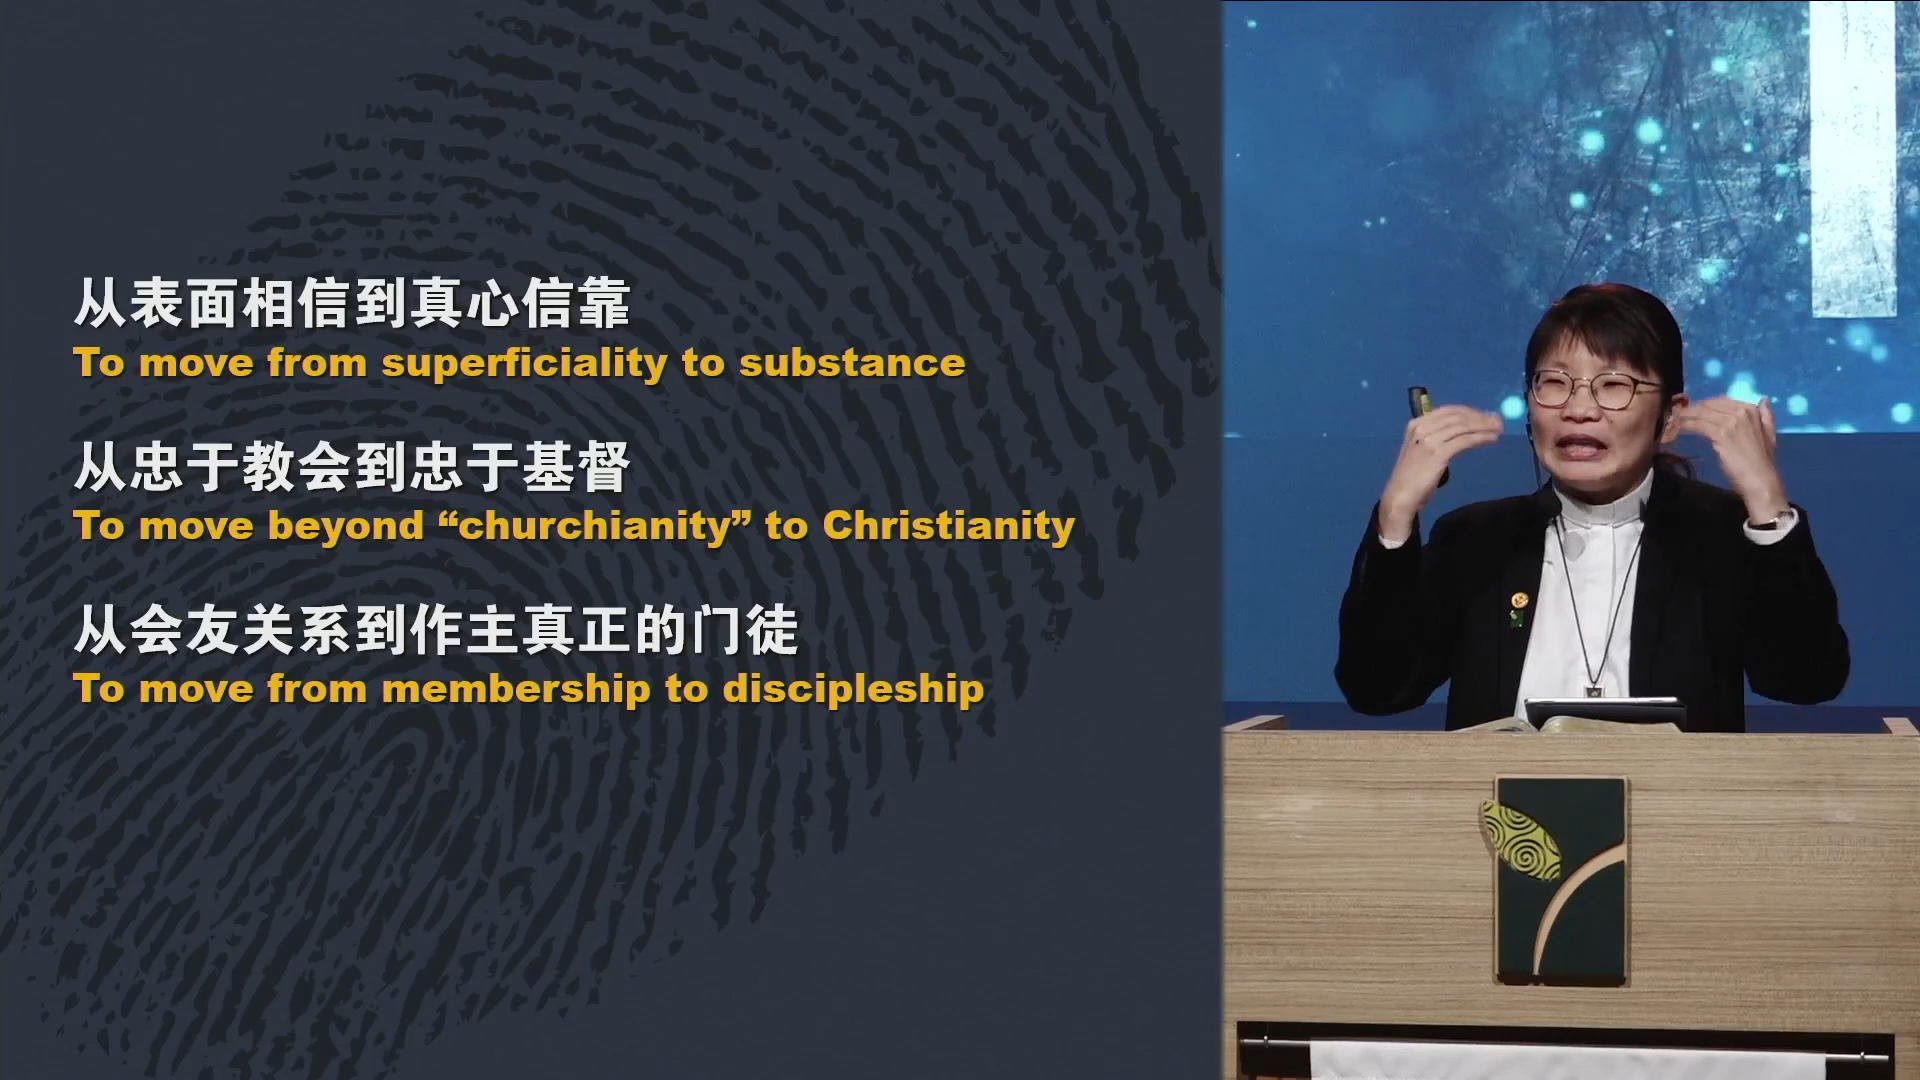 从表面相信到真心信靠
To move from superficiality to substance
从忠于教会到忠于基督
To move beyond “churchianity” to Christianity
从会友关系到作主真正的门徒
To move from membership to discipleship